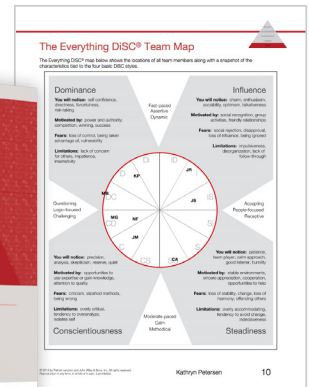 The Everything DiSC® Team Map
The Everything DiSC® map below shows the locations of all team members along with a snapshot of the
characteristics tied to the four basic DiSC styles.
Dominance
You will notice: self-confidence,
directness, forcefulness,
risk-taking
Motivated by: power and authority,
competition, winning, success
Fears: loss of control, being taken
advantage of, vulnerability
Limitations: lack of concern
for others, impatience,
insensitivity
Fast-paced
Assertive
Dynamic
Influence
You will notice: charm, enthusiasm,
sociability, optimism, talkativeness
Motivated by: social recognition, group
activities, friendly relationships
Fears: social rejection, disapproval,
loss of influence, being ignored
Limitations: impulsiveness,
disorganization, lack of
follow-through
D
DI
ID
I
KP
JR
MB
DC
JS
IS
Questioning
Logic-focused
Challenging
Accepting
People-focused
Receptive
MG
CD
NF
SI
JM
C
CS
CA
S
You will notice: precision,
analysis, skepticism, reserve, quiet
Motivated by: opportunities to
use expertise or gain knowledge,
attention to quality
Fears: criticism, slipshod methods,
being wrong
Limitations: overly critical,
tendency to overanalyze,
isolates self
Conscientiousness
Moderate-paced
Calm
Methodical
You will notice: patience,
team player, calm approach,
good listener, humility
Motivated by: stable environments,
sincere appreciation, cooperation,
opportunities to help
Fears: loss of stability, change, loss of
harmony, offending others
Limitations: overly accommodating,
tendency to avoid change,
indecisiveness
Steadiness
Kathryn Petersen
10